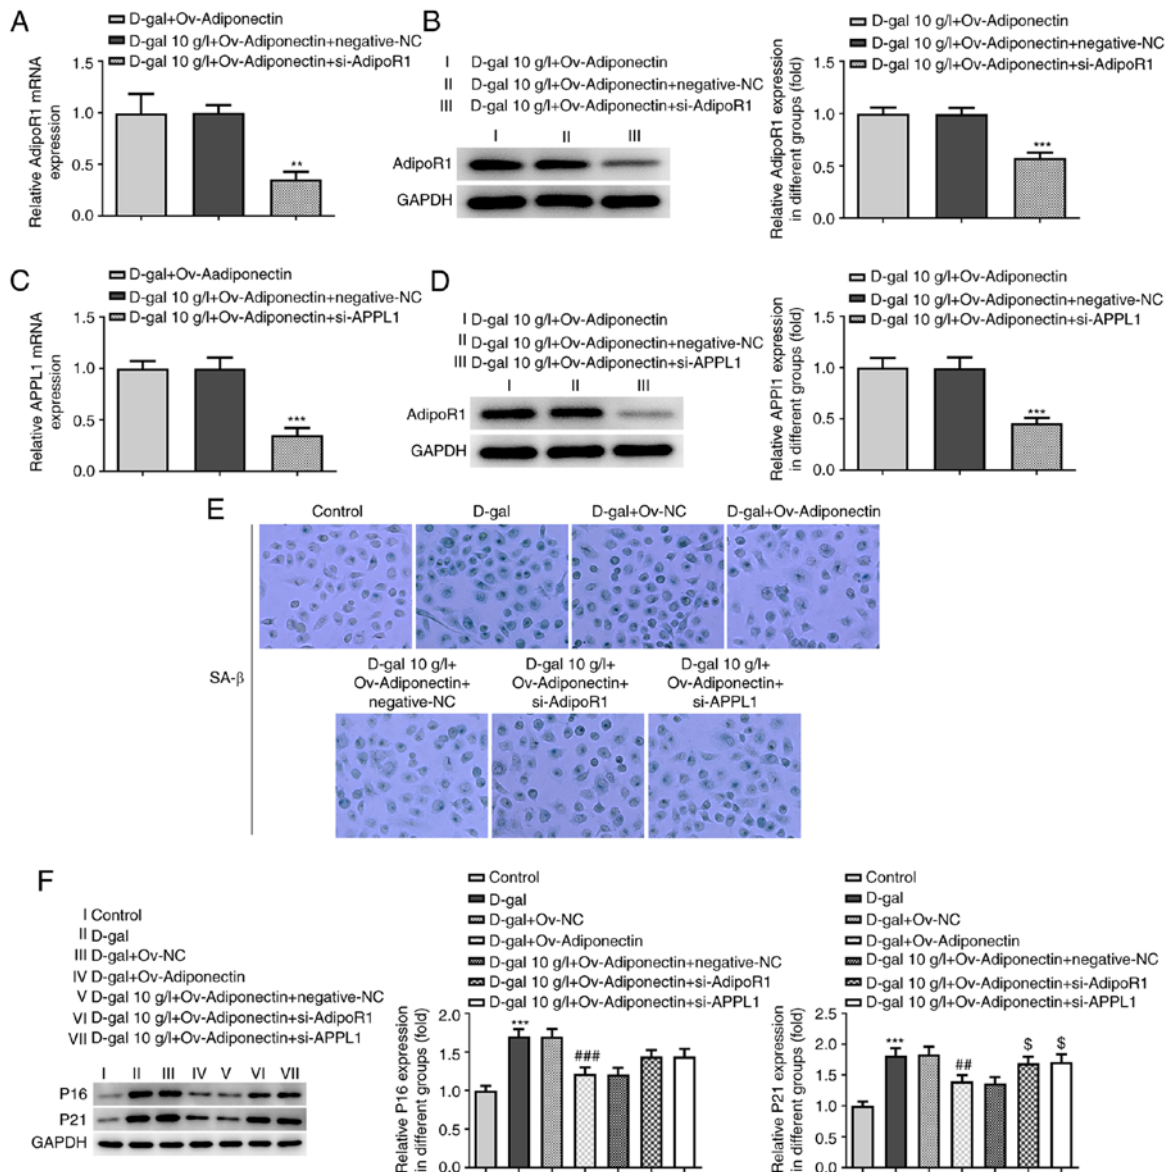 A
D-gal+Ov-Adiponectin
D-gal 10 g/l+Ov-Adiponectin+negative-NC
D-gal 10 g/l+Ov-Adiponectin+si-AdipoR1
Relative AdipoR1 mRNA
expression
1.5
1.0
0.5
0.0
**
B
I D-gal 10 g/l+Ov-Adiponectin
II D-gal 10 g/l+Ov-Adiponectin+negative-NC
III D-gal 10 g/l+Ov-Adiponectin+si-AdipoR1
I II III
AdipoR1
GAPDH
D-gal 10 g/l+Ov-Adiponectin
D-gal 10 g/l+Ov-Adiponectin+negative-NC
D-gal 10 g/l+Ov-Adiponectin+si-AdipoR1
Relative AdipoR1 expression
in different groups (fold)
1.5
1.0
0.5
0.0
***
C
D-gal+Ov-Aadiponectin
D-gal 10 g/l+Ov-Adiponectin+negative-NC
D-gal 10 g/l+Ov-Adiponectin+si-APPL1
Relative APPL1 mRNA
expression
1.5
1.0
0.5
0.0
***
D
I D-gal 10 g/l+Ov-Adiponectin
II D-gal 10 g/l+Ov-Adiponectin+negative-NC
III D-gal 10 g/l+Ov-Adiponectin+si-APPL1
I II III
AdipoR1
GAPDH
D-gal 10 g/l+Ov-Adiponectin
D-gal 10 g/l+Ov-Adiponectin+negative-NC
D-gal 10 g/l+Ov-Adiponectin+si-APPL1
Relative APPl1 expression
in different groups (fold)
1.5
1.0
0.5
0.0
***
E
Control D-gal D-gal+Ov-NC D-gal+Ov-Adiponectin
SA-β
D-gal 10 g/l+
Ov-Adiponectin+
negative-NC
D-gal 10 g/l+
Ov-Adiponectin+
si-AdipoR1
D-gal 10 g/l+
Ov-Adiponectin+
si-APPL1
F
I Control
II D-gal
III D-gal+Ov-NC
IV D-gal+Ov-Adiponectin
V D-gal 10 g/l+Ov-Adiponectin+negative-NC
VI D-gal 10 g/l+Ov-Adiponectin+si-AdipoR1
VII D-gal 10 g/l+Ov-Adiponectin+si-APPL1
I II III IV V VI VII
P16
P21
GAPDH
Control
D-gal
D-gal+Ov-NC
D-gal+Ov-Adiponectin
D-gal 10 g/l+Ov-Adiponectin+negative-NC
D-gal 10 g/l+Ov-Adiponectin+si-AdipoR1
D-gal 10 g/l+Ov-Adiponectin+si-APPL1
Relative P16 expression
in different groups (fold)
2.0
1.5
1.0
0.5
0.0
***
###
Control
D-gal
D-gal+Ov-NC
D-gal+Ov-Adiponectin
D-gal 10 g/l+Ov-Adiponectin+negative-NC
D-gal 10 g/l+Ov-Adiponectin+si-AdipoR1
D-gal 10 g/l+Ov-Adiponectin+si-APPL1
Relative P21 expression
in different groups (fold)
2.5
2.0
1.5
1.0
0.5
0.0
***
##
$ $